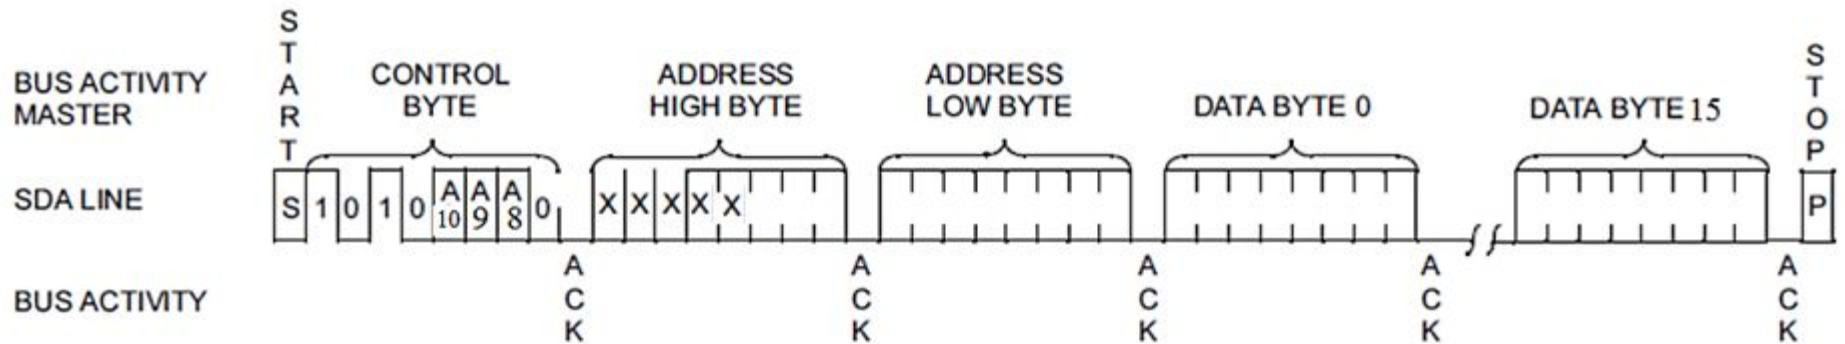 START
STOP
BUS ACTIVITY
MASTER
CONTROL
BYTE
ADDRESS
HIGH BYTE
ADDRESS
LOW BYTE
DATA BYTE 0
DATA BYTE 15
SDA LINE
S 1 0 1 0 A10 A9 A8 0
X X X X X
P
BUS ACTIVITY
ACK
ACK
ACK
ACK
ACK